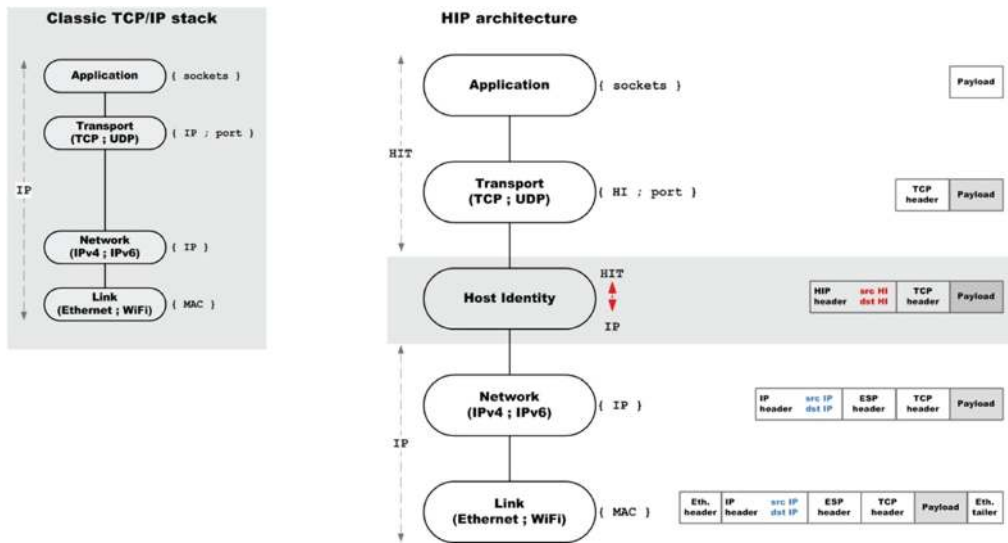 Classic TCP/IP stack
Application
{ sockets }
Transport
(TCP ; UDP)
{ IP ; port }
IP
Network
(IPv4 ; IPv6)
{ IP }
Link
(Ethernet ; WiFi)
{ MAC }
HIP architecture
Application
{ sockets }
Payload
HIT
Transport
(TCP ; UDP)
{ HI ; port }
TCP
header
Payload
Host Identity
HIT
IP
HIP
header
src HI
dst HI
TCP
header
Payload
Network
(IPv4 ; IPv6)
{ IP }
IP
header
src IP
dst IP
ESP
header
TCP
header
Payload
IP
Link
(Ethernet ; WiFi)
{ MAC }
Eth.
header
IP
header
src IP
dst IP
ESP
header
TCP
header
Payload
Eth.
tailer